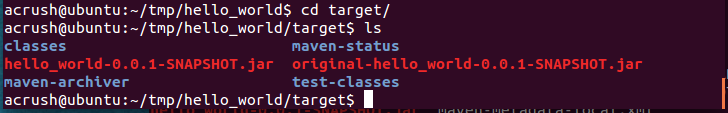 acrush@ubuntu:~/tmp/hello_world$ cd target/
acrush@ubuntu:~/tmp/hello_world/target$ ls
classes maven-status
hello_world-0.0.1-SNAPSHOT.jar original-hello_world-0.0.1-SNAPSHOT.jar
maven-archiver test-classes
acrush@ubuntu:~/tmp/hello_world/target$